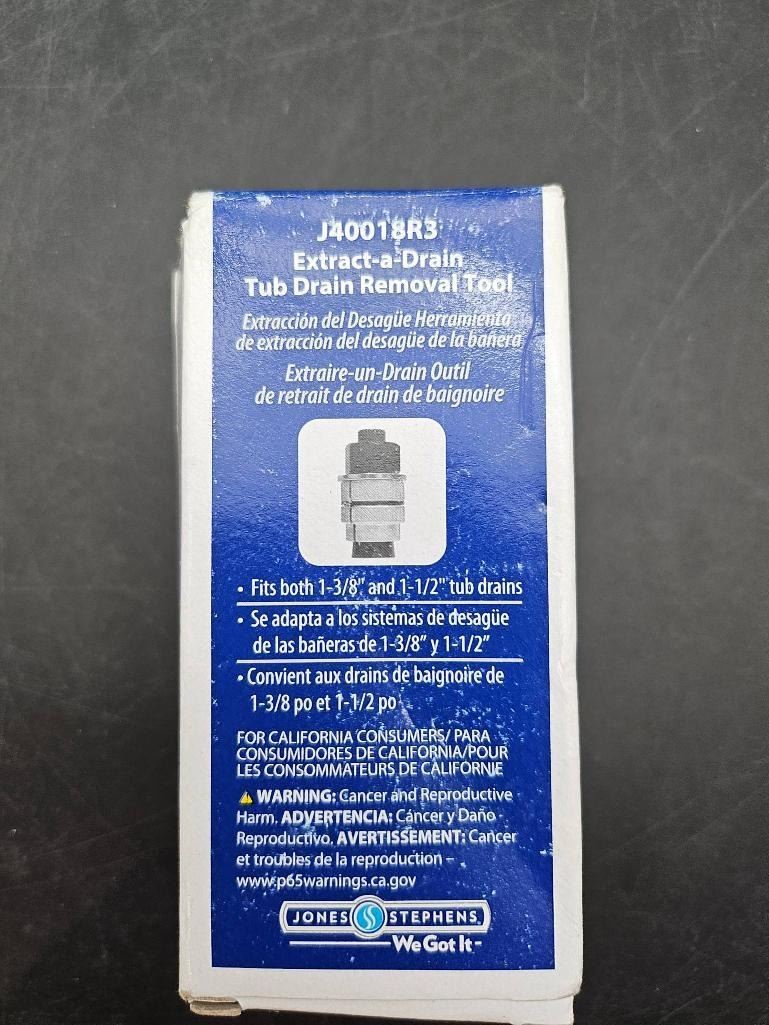 J40018R3
Extract-a-Drain
Tub Drain Removal Tool
Extracción del Desagüe Herramienta
de extracción del desagüe de la bañera
Extraire-un-Drain Outil
de retrait de drain de baignoire
• Fits both 1-3/8" and 1-1/2" tub drains
• Se adapta a los sistemas de desagüe
de las bañeras de 1-3/8” y 1-1/2”
• Convient aux drains de baignoire de
1-3/8 po et 1-1/2 po
FOR CALIFORNIA CONSUMERS/ PARA
CONSUMIDORES DE CALIFORNIA/POUR
LES CONSOMMATEURS DE CALIFORNIE
WARNING: Cancer and Reproductive
Harm. ADVERTENCIA: Cáncer y Daño
Reproductivo. AVERTISSEMENT: Cancer
et troubles de la reproduction –
www.p65warnings.ca.gov
JONES STEPHENS
We Got It